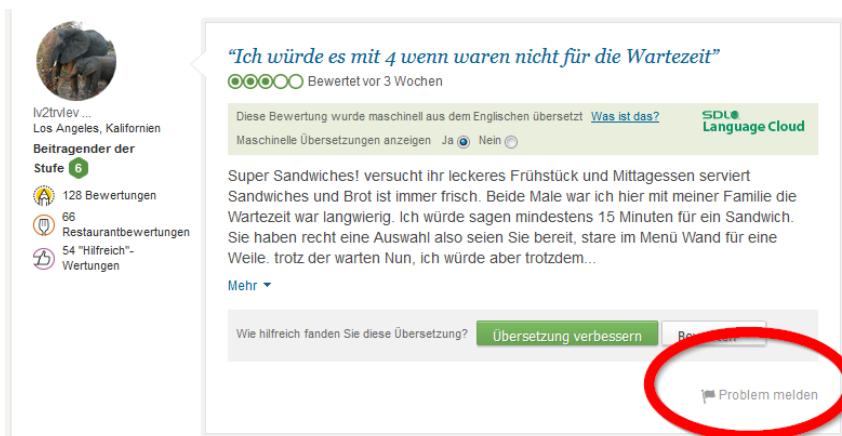 lv2trvlev ...
Los Angeles, Kalifornien
Beitragender der
Stufe 6
128 Bewertungen
66
Restaurantbewertungen
54 "Hilfreich"-
Wertungen
“Ich würde es mit 4 wenn waren nicht für die Wartezeit”
Bewertet vor 3 Wochen
Diese Bewertung wurde maschinell aus dem Englischen übersetzt Was ist das?
Maschinelle Übersetzungen anzeigen Ja Nein
SDL
Language Cloud
Super Sandwiches! versucht ihr leckeres Frühstück und Mittagessen serviert
Sandwiches und Brot ist immer frisch. Beide Male war ich hier mit meiner Familie die
Wartezeit war langwierig. Ich würde sagen mindestens 15 Minuten für ein Sandwich.
Sie haben recht eine Auswahl also seien Sie bereit, stare im Menü Wand für eine
Weile. trotz der warten Nun, ich würde aber trotzdem...
Mehr
Wie hilfreich fanden Sie diese Übersetzung? Übersetzung verbessern
Problem melden